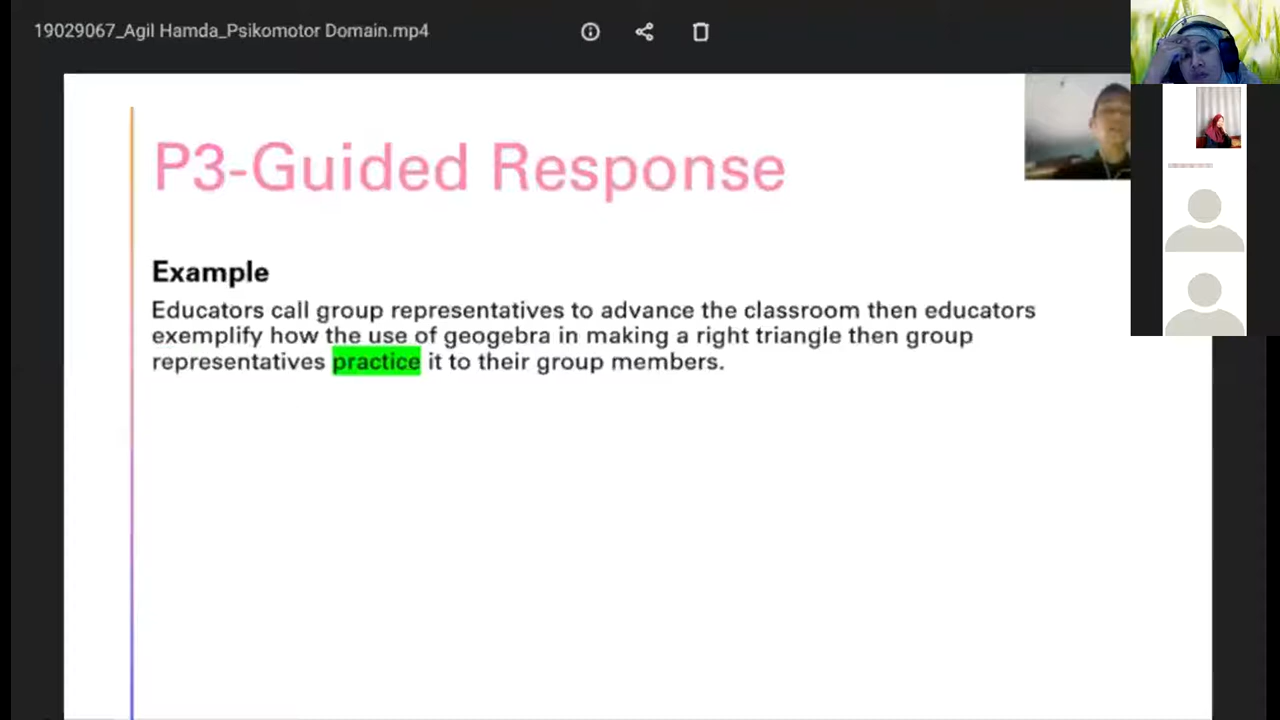 19029067_Agil Hamda_Psikomotor Domain.mp4
P3-Guided Response
Example
Educators call group representatives to advance the classroom then educators
exemplify how the use of geogebra in making a right triangle then group
representatives practice it to their group members.